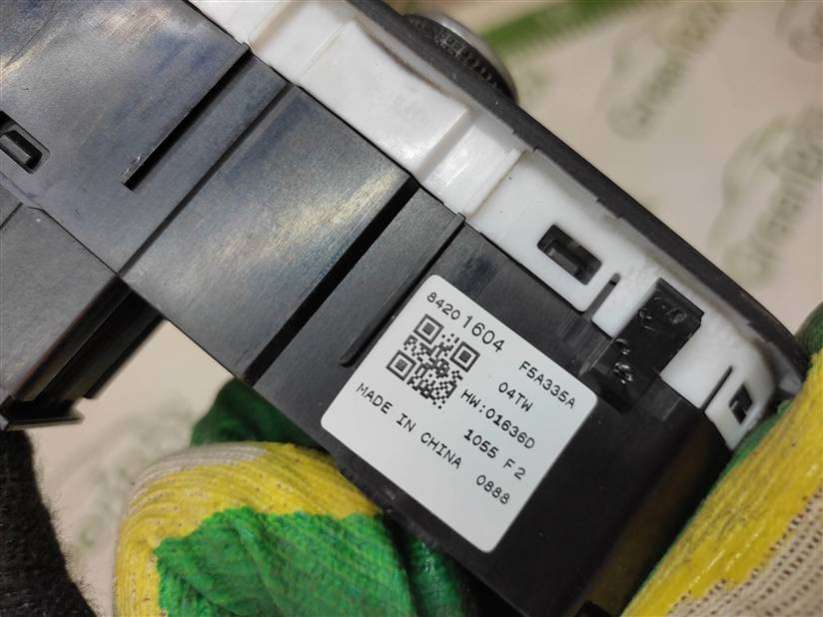 84201604 F5A335A
04TW
HW:01636D
1055 F2
MADE IN CHINA 0888